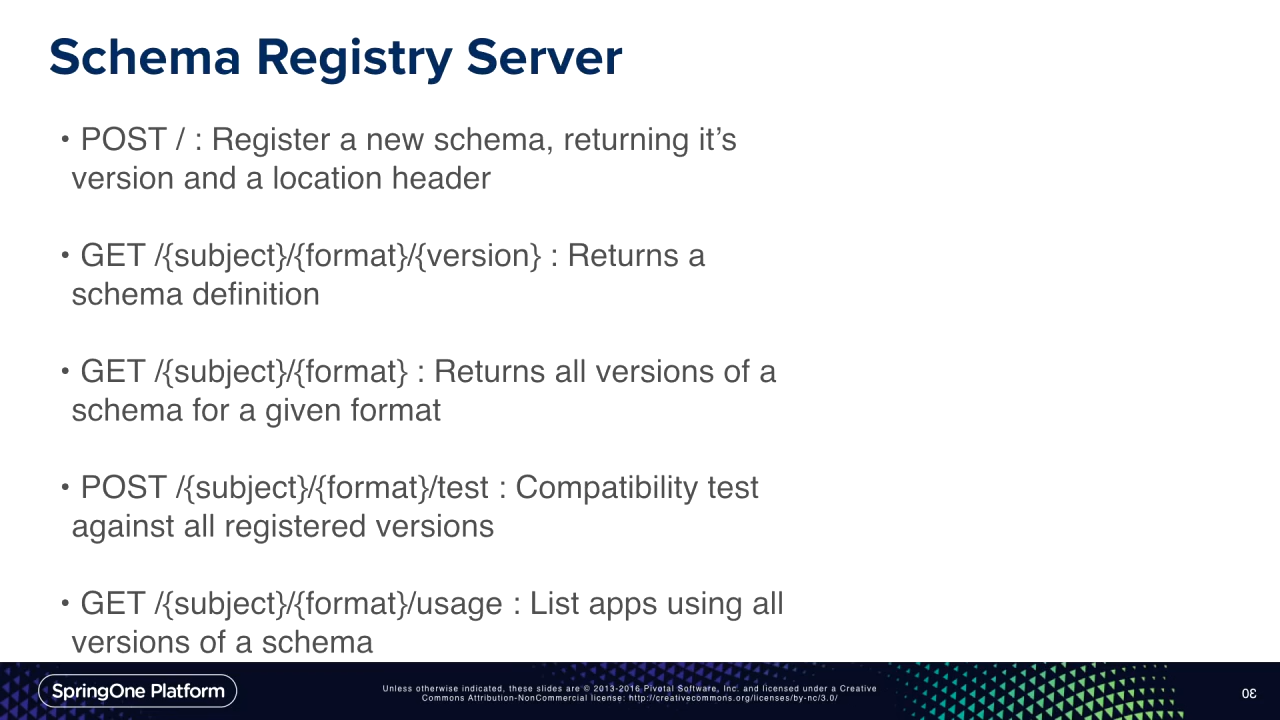 Schema Registry Server
• POST / : Register a new schema, returning it’s
version and a location header
• GET /{subject}/{format}/{version} : Returns a
schema definition
• GET /{subject}/{format} : Returns all versions of a
schema for a given format
• POST /{subject}/{format}/test : Compatibility test
against all registered versions
• GET /{subject}/{format}/usage : List apps using all
versions of a schema
SpringOne Platform
Unless otherwise indicated, these slides are © 2013-2016 Pivotal Software, Inc. and licensed under a Creative
Commons Attribution-NonCommercial license: http://creativecommons.org/licenses/by-nc/3.0/
30